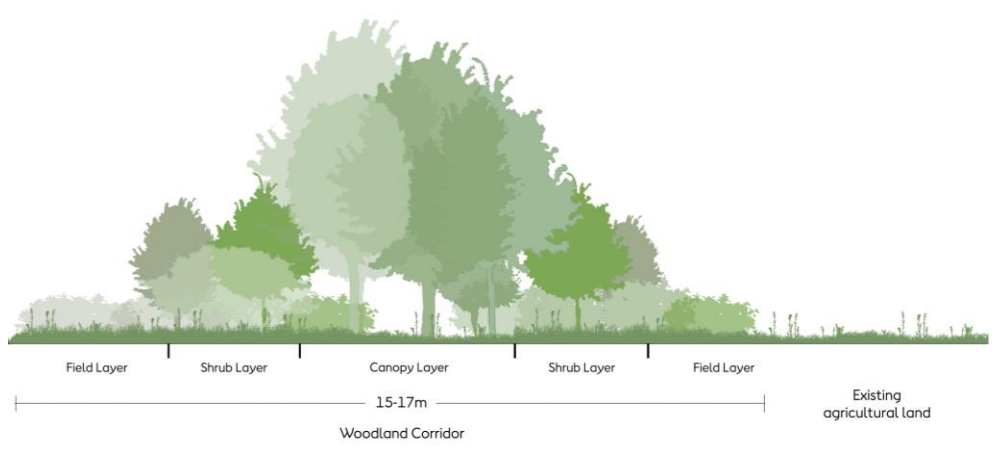 Field Layer
Shrub Layer
Canopy Layer
Shrub Layer
Field Layer
15-17m
Woodland Corridor
Existing
agricultural land